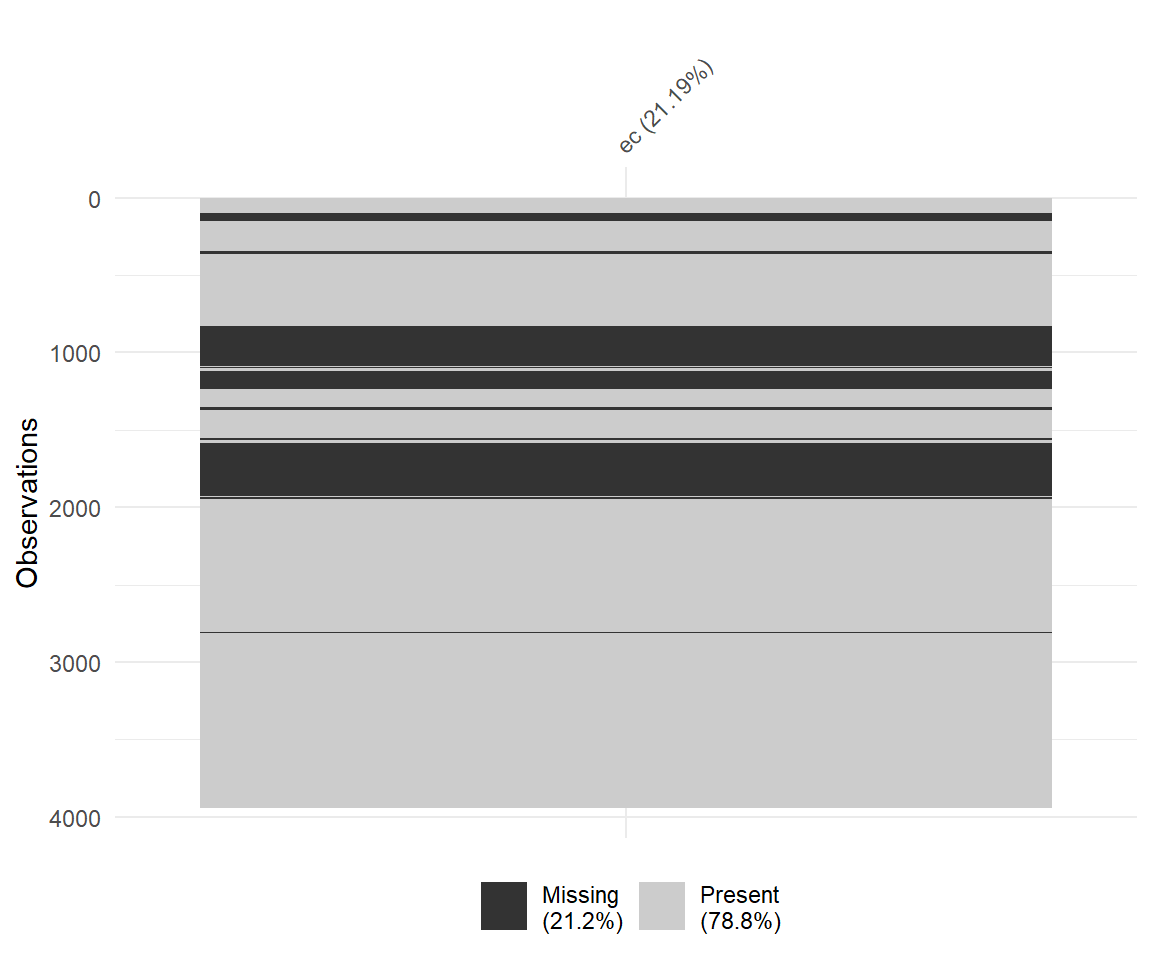 ec (21.19%)
0
1000
2000
3000
4000
Observations
Missing
(21.2%)
Present
(78.8%)